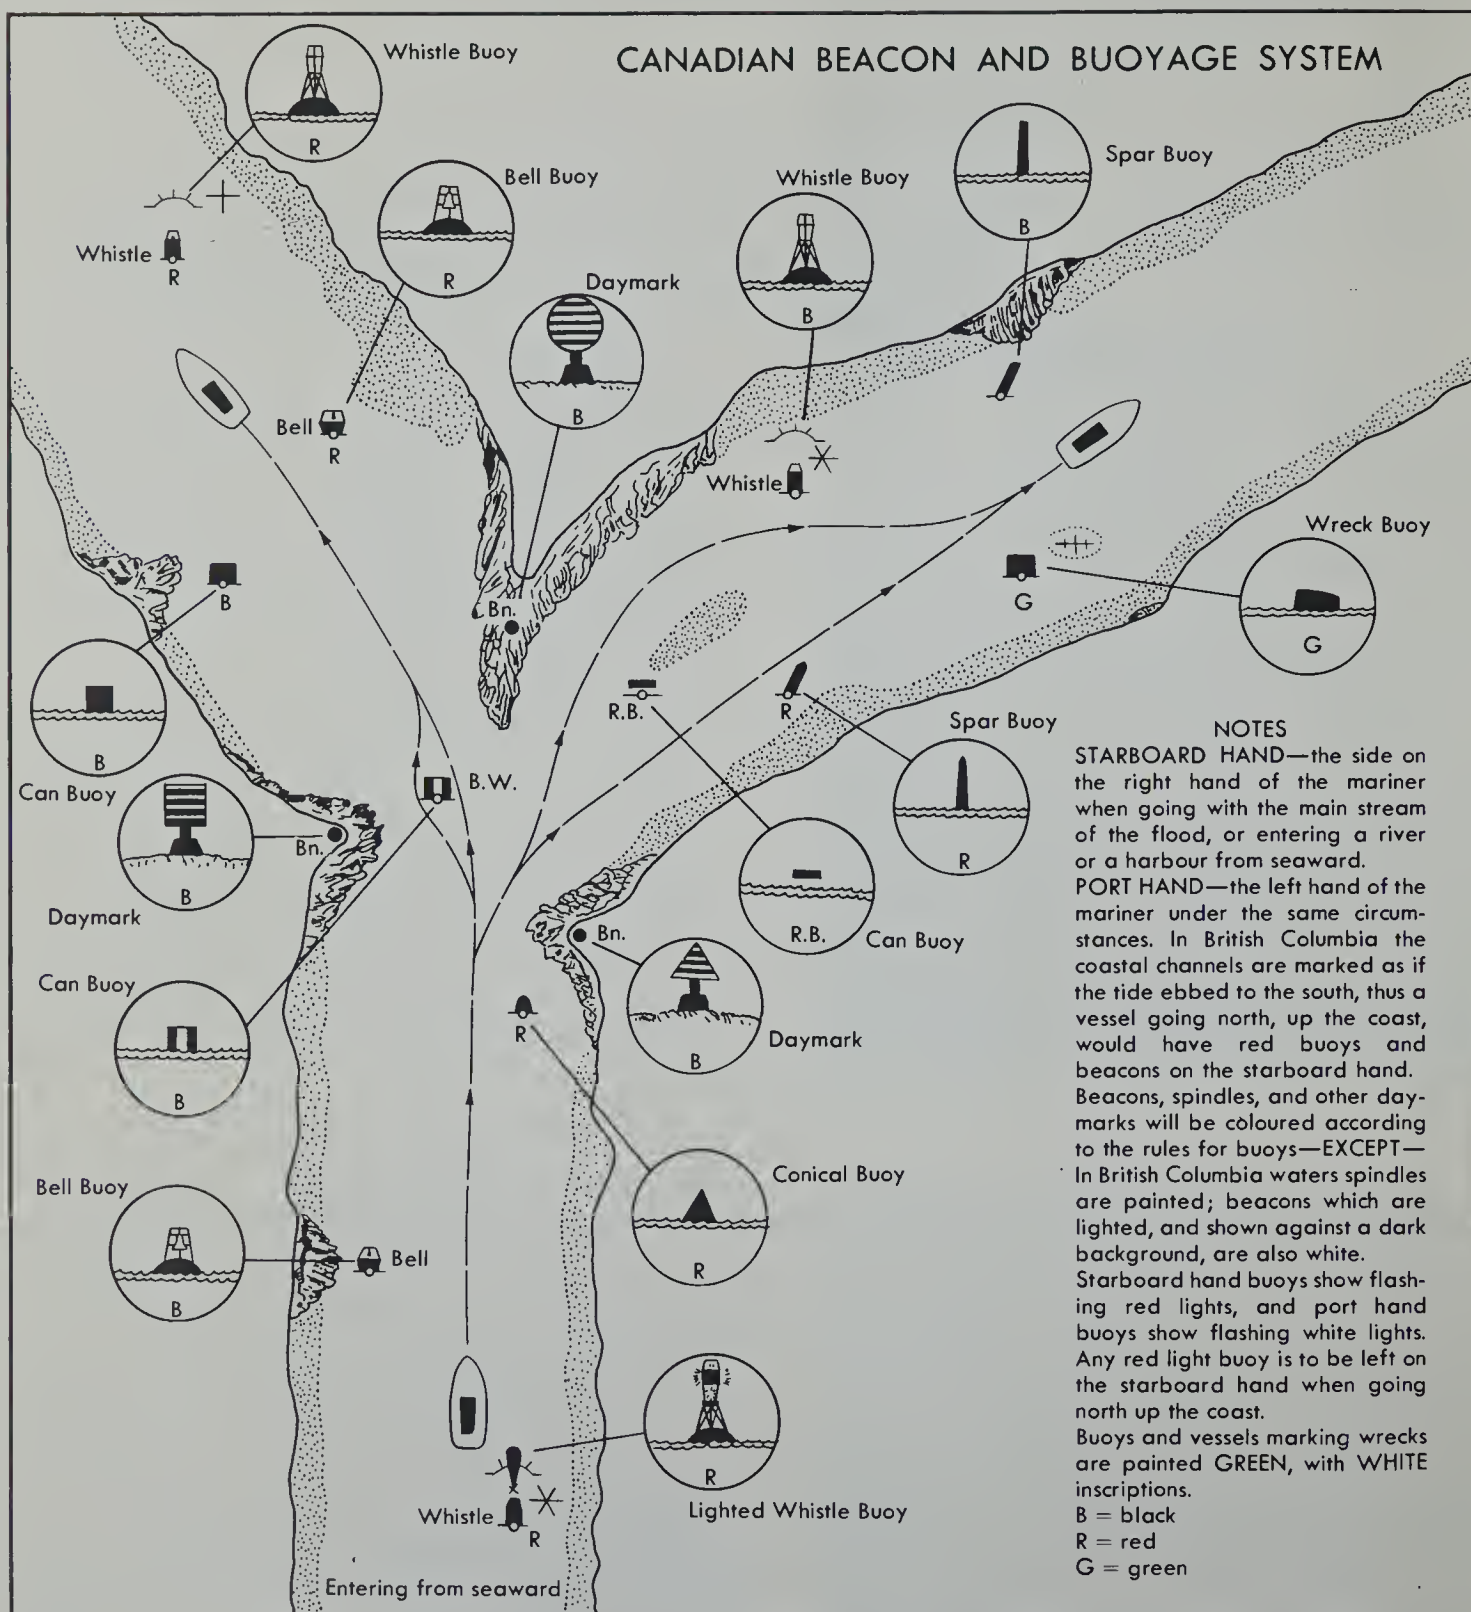 CANADIAN BEACON AND BUOYAGE SYSTEM
Whistle Buoy
R
Spar Buoy
B
Bell Buoy
R
Whistle Buoy
B
Whistle
R
Daymark
B
Bell
R
Whistle
Wreck Buoy
G
G
B
Bn.
B
Can Buoy
R.B.
R.
Spar Buoy
R
B.W.
Bn.
B
Daymark
R.B.
Can Buoy
Bn.
B
Daymark
Can Buoy
B
R
Bell Buoy
B
Bell
Conical Buoy
R
R
Lighted Whistle Buoy
Whistle
R
Entering from seaward
NOTES
STARBOARD HAND—the side on
the right hand of the mariner
when going with the main stream
of the flood, or entering a river
or a harbour from seaward.
PORT HAND—the left hand of the
mariner under the same circum-
stances. In British Columbia the
coastal channels are marked as if
the tide ebbed to the south, thus a
vessel going north, up the coast,
would have red buoys and
beacons on the starboard hand.
Beacons, spindles, and other day-
marks will be coloured according
to the rules for buoys—EXCEPT—
In British Columbia waters spindles
are painted; beacons which are
lighted, and shown against a dark
background, are also white.
Starboard hand buoys show flash-
ing red lights, and port hand
buoys show flashing white lights.
Any red light buoy is to be left on
the starboard hand when going
north up the coast.
Buoys and vessels marking wrecks
are painted GREEN, with WHITE
inscriptions.
B = black
R = red
G = green